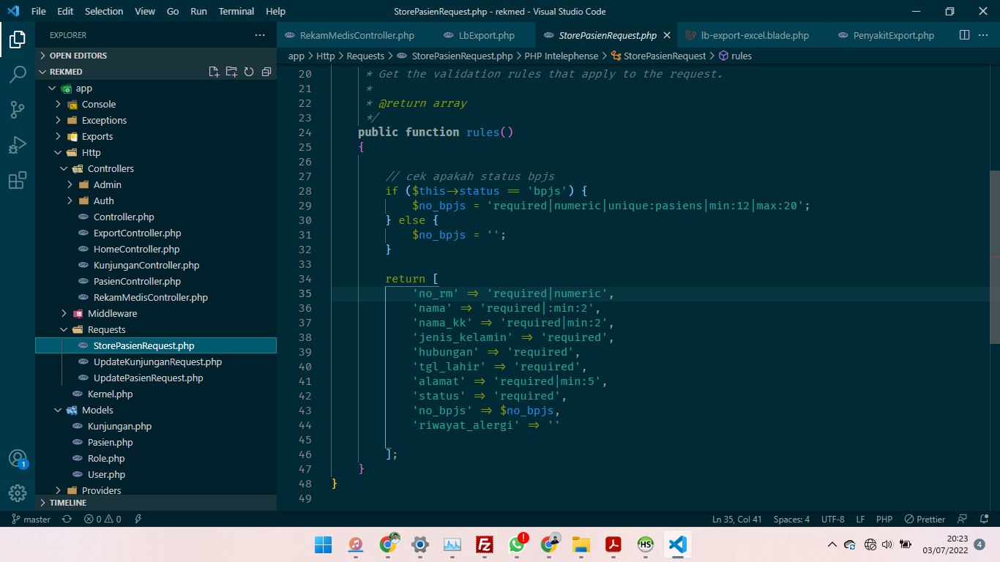 File Edit Selection View Go Run Terminal Help StorePasienRequest.php - rekmed - Visual Studio Code
EXPLORER ···
RekamMedisController.php LbExport.php StorePasienRequest.php lb-export-excel.blade.php PenyakitExport.php ···
app > Http > Requests > StorePasienRequest.php > PHP Intelephense > StorePasienRequest > rules
OPEN EDITORS
REKMED
app
Console
Exceptions
Exports
Http
Controllers
Admin
Auth
Controller.php
ExportController.php
HomeController.php
KunjunganController.php
PasienController.php
RekamMedisController.php
Middleware
Requests
StorePasienRequest.php
UpdateKunjunganRequest.php
UpdatePasienRequest.php
Kernel.php
Models
Kunjungan.php
Pasien.php
Role.php
User.php
Providers
TIMELINE
1
20 * Get the validation rules that apply to the request.
21 *
22 * @return array
23 */
24 public function rules()
25 {
26
27 // cek apakah status bpjs
28 if ($this->status == 'bpjs') {
29 $no_bpjs = 'required|numeric|unique:pasiens|min:12|max:20';
30 } else {
31 $no_bpjs = '';
32 }
33
34 return [
35 'no_rm' => 'required|numeric',
36 'nama' => 'required|:min:2',
37 'nama_kk' => 'required|min:2',
38 'jenis_kelamin' => 'required',
39 'hubungan' => 'required',
40 'tgl_lahir' => 'required',
41 'alamat' => 'required|min:5',
42 'status' => 'required',
43 'no_bpjs' => $no_bpjs,
44 'riwayat_alergi' => ''
45
46 ];
47 }
48 }
49
master 0 0 Ln 35, Col 41 Spaces: 4 UTF-8 LF PHP Prettier
Fz ! HS 20:23
03/07/2022 4